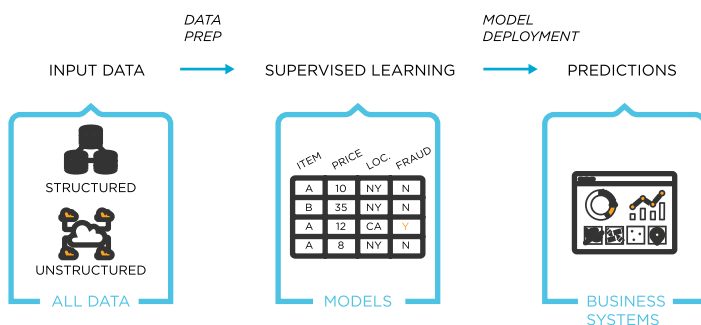 DATA
PREP
MODEL
DEPLOYMENT
INPUT DATA
SUPERVISED LEARNING
PREDICTIONS
STRUCTURED
UNSTRUCTURED
ALL DATA
ITEM PRICE LOC. FRAUD
A 10 NY N
B 35 NY N
A 12 CA Y
A 8 NY N
MODELS
BUSINESS
SYSTEMS